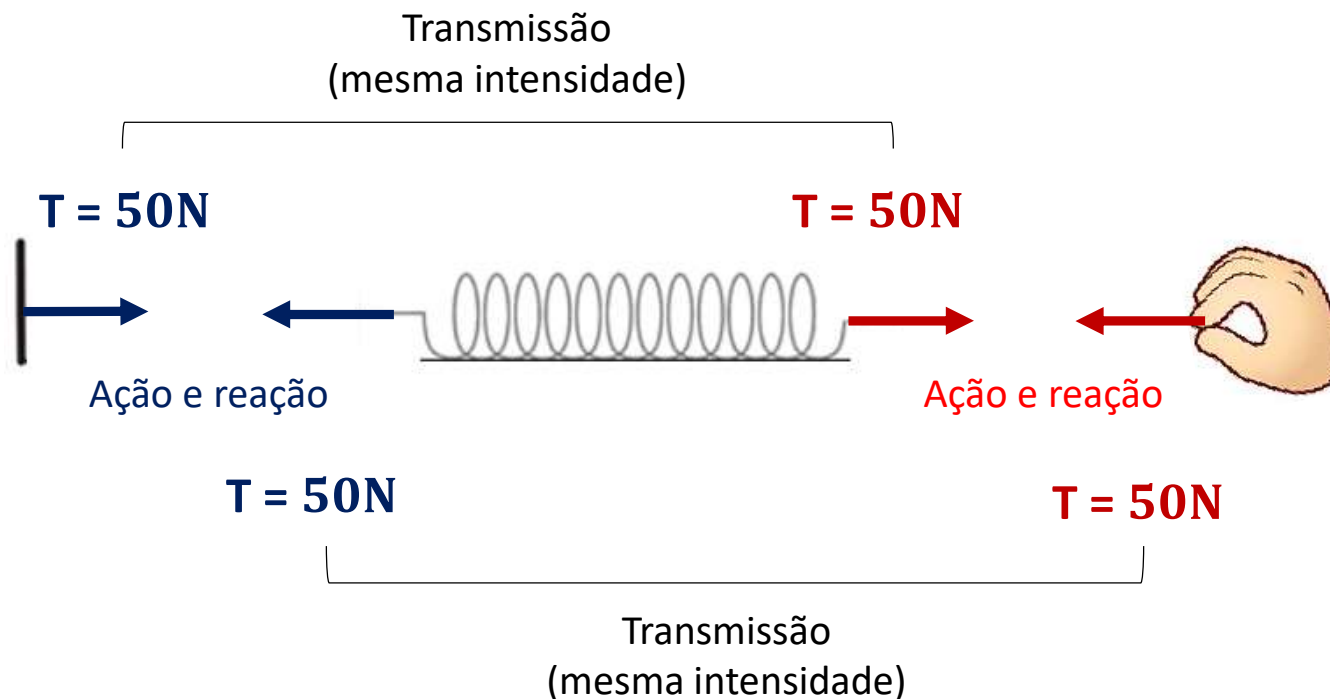 Transmissão
(mesma intensidade)
T = 50N
T = 50N
Ação e reação
Ação e reação
T = 50N
T = 50N
Transmissão
(mesma intensidade)